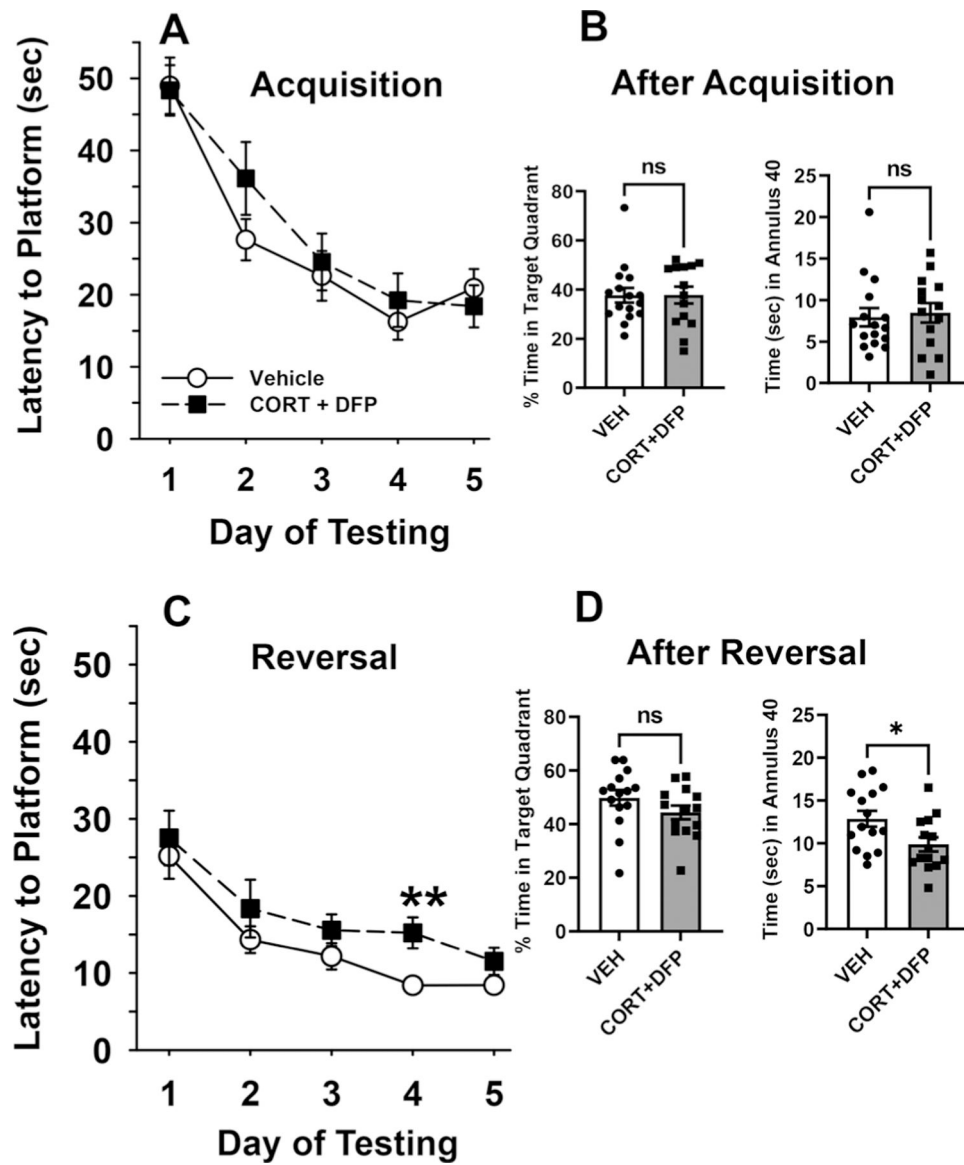 A
Acquisition
Latency to Platform (sec)
50
40
30
20
10
0
Vehicle
CORT + DFP
1 2 3 4 5
Day of Testing
B
After Acquisition
% Time in Target Quadrant
80
60
40
20
0
ns
VEH
CORT+DFP
Time (sec) in Annulus 40
25
20
15
10
5
0
ns
VEH
CORT+DFP
C
Reversal
Latency to Platform (sec)
50
40
30
20
10
0
**
1 2 3 4 5
Day of Testing
D
After Reversal
% Time in Target Quadrant
80
60
40
20
0
ns
VEH
CORT+DFP
Time (sec) in Annulus 40
25
20
15
10
5
0
*
VEH
CORT+DFP